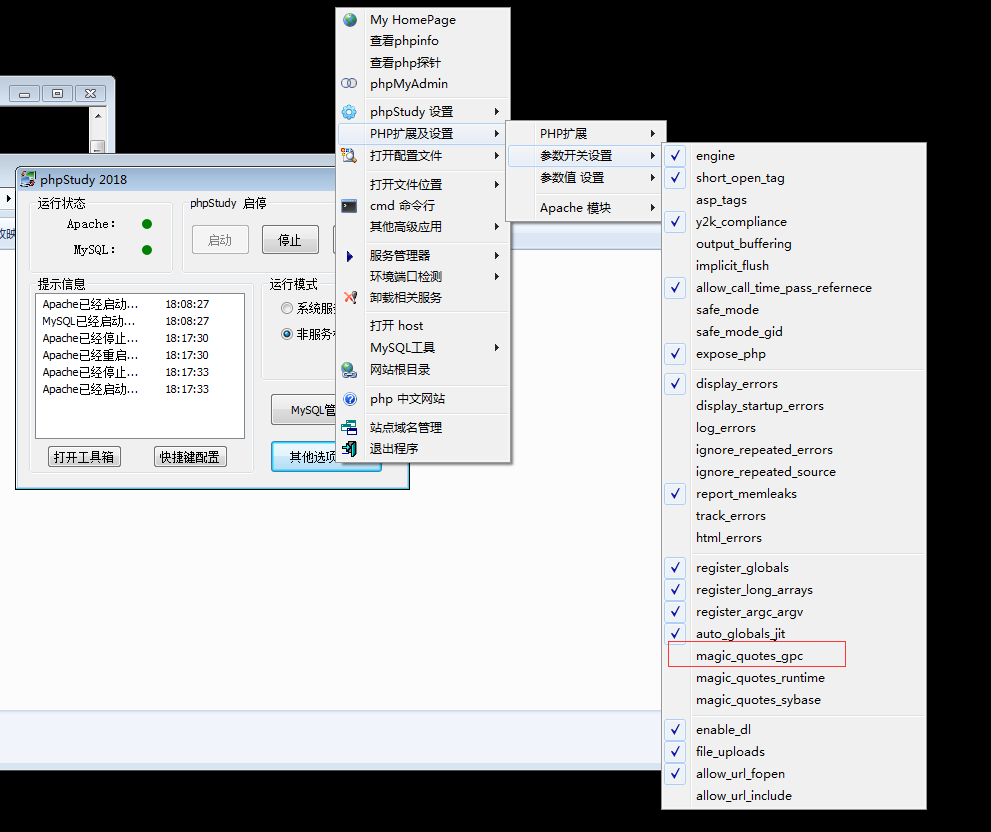 phpStudy 2018
运行状态
Apache:
MySQL:
phpStudy 启停
启动
停止
提示信息
Apache已经启动... 18:08:27
MySQL已经启动... 18:08:27
Apache已经停止... 18:17:30
Apache已经重启... 18:17:30
Apache已经停止... 18:17:33
Apache已经启动... 18:17:33
打开工具箱
快捷键配置
运行模式
系统服
非服务
MySQL管
其他选项
My HomePage
查看phpinfo
查看php探针
phpMyAdmin
phpStudy 设置
PHP扩展及设置
打开配置文件
打开文件位置
cmd 命令行
其他高级应用
服务管理器
环境端口检测
卸载相关服务
打开 host
MySQL工具
网站根目录
php 中文网站
站点域名管理
退出程序
PHP扩展
参数开关设置
参数值 设置
Apache 模块
engine
short_open_tag
asp_tags
y2k_compliance
output_buffering
implicit_flush
allow_call_time_pass_refernece
safe_mode
safe_mode_gid
expose_php
display_errors
display_startup_errors
log_errors
ignore_repeated_errors
ignore_repeated_source
report_memleaks
track_errors
html_errors
register_globals
register_long_arrays
register_argc_argv
auto_globals_jit
magic_quotes_gpc
magic_quotes_runtime
magic_quotes_sybase
enable_dl
file_uploads
allow_url_fopen
allow_url_include